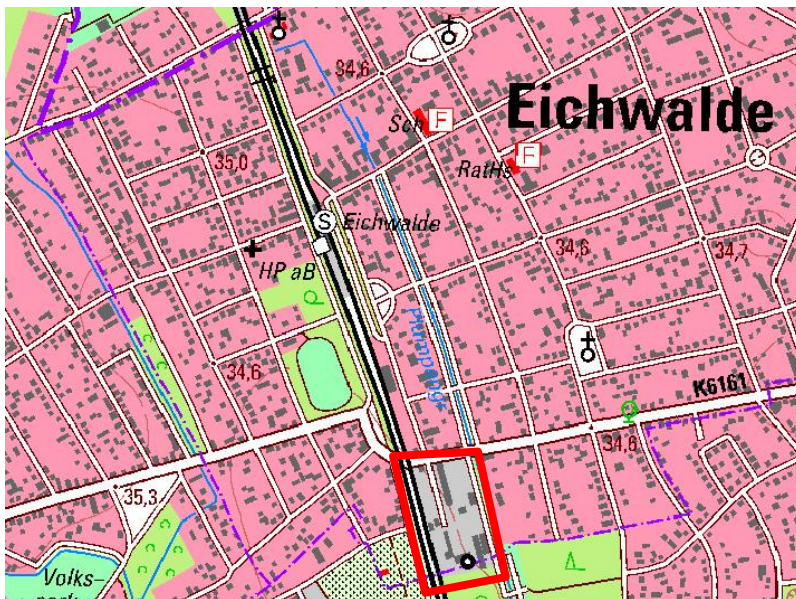 34,6
Eichwalde
Sch
F
F
35,0
RatHs
S
Eichwalde
34,6
34,7
HP aB
34,6
K6161
34,6
35,3
Volks-